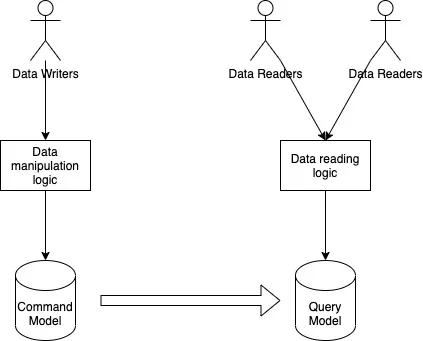 Data Writers
Data Readers
Data Readers
Data
manipulation
logic
Data reading
logic
Command
Model
Query
Model